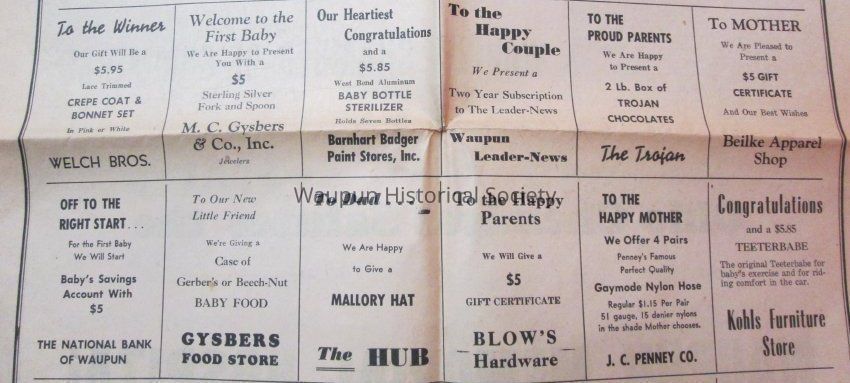 To the Winner
Our Gift Will Be a
$5.95
Lace Trimmed
CREPE COAT &
BONNET SET
In Pink or White
WELCH BROS.
Welcome to the
First Baby
We Are Happy to Present
You With a
$5
Sterling Silver
Fork and Spoon
M. C. Gysbers
& Co., Inc.
Jewelers
Our Heartiest
Congratulations
and a
$5.85
West Bend Aluminum
BABY BOTTLE
STERILIZER
Holds Seven Bottles
Barnhart Badger
Paint Stores, Inc.
To the
Happy
Couple
We Present a
Two Year Subscription
to The Leader-News
Waupun
Leader-News
TO THE
PROUD PARENTS
We Are Happy
to Present a
2 Lb. Box of
TROJAN
CHOCOLATES
The Trojan
To MOTHER
We Are Pleased to
Present a
$5 GIFT
CERTIFICATE
And Our Best Wishes
Beilke Apparel
Shop
OFF TO THE
RIGHT START...
For the First Baby
We Will Start
Baby's Savings
Account With
$5
THE NATIONAL BANK
OF WAUPUN
To Our New
Little Friend
We're Giving a
Case of
Gerber's or Beech-Nut
BABY FOOD
GYSBERS
FOOD STORE
To Dad . . .
We Are Happy
to Give a
MALLORY HAT
The HUB
To the Happy
Parents
We Will Give a
$5
GIFT CERTIFICATE
BLOW'S
Hardware
TO THE
HAPPY MOTHER
We Offer 4 Pairs
Penney's Famous
Perfect Quality
Gaymode Nylon Hose
Regular $1.15 Per Pair
51 gauge, 15 denier nylons
in the shade Mother chooses.
J. C. PENNEY CO.
Congratulations
and a $5.85
TEETERBABE
The original Teeterbabe for
baby's exercise and for rid-
ing comfort in the car.
Kohls Furniture
Store
Waupun Historical Society